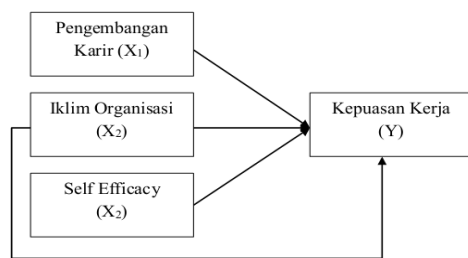 Pengembangan
Karir (X₁)
Iklim Organisasi
(X₂)
Kepuasan Kerja
(Y)
Self Efficacy
(X₂)